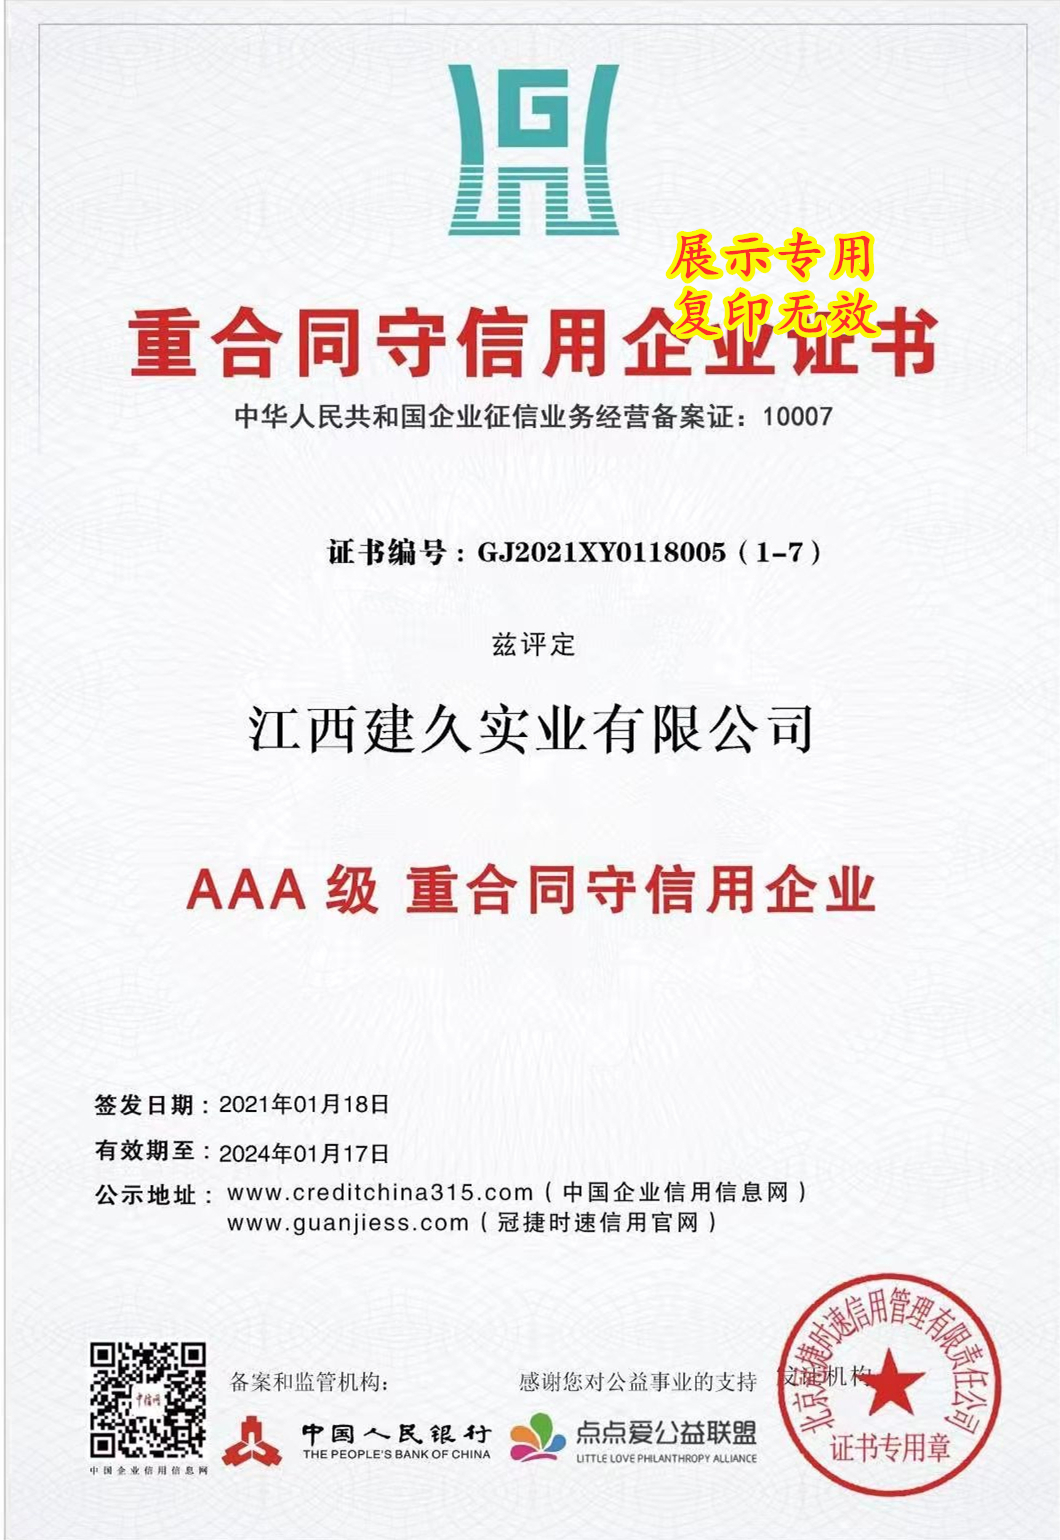 展示专用
复印无效
重合同守信用企业证书
中华人民共和国企业征信业务经营备案证：10007
证书编号：GJ2021XY0118005（1-7）
兹评定
江西建久实业有限公司
AAA 级 重合同守信用企业
签发日期：2021年01月18日
有效期至：2024年01月17日
公示地址：www.creditchina315.com（中国企业信用信息网）
www.guanjiess.com（冠捷时速信用官网）
中信网
中国企业信用信息网
备案和监管机构：
中国人民银行
THE PEOPLE'S BANK OF CHINA
感谢您对公益事业的支持
点点爱公益联盟
LITTLE LOVE PHILANTHROPY ALLIANCE
发证机构
北京冠捷时速信用管理有限责任公司
证书专用章